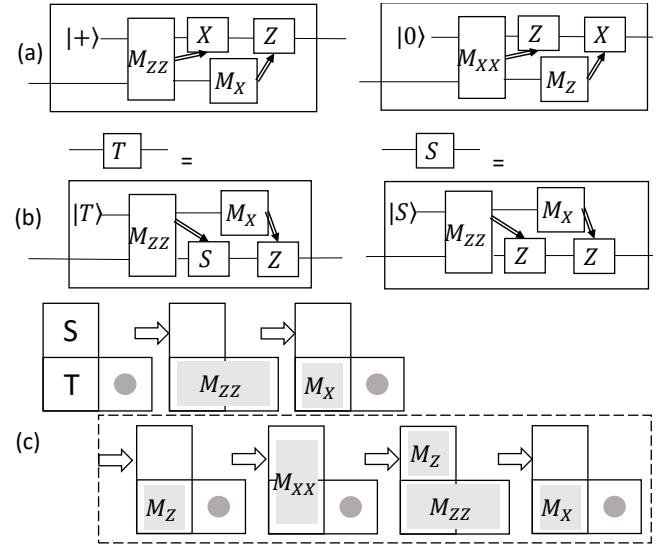 (a) |+⟩ M_ZZ X Z M_X |0⟩ M_XX Z X M_Z
T = S =
(b) |T⟩ M_ZZ M_X S Z |S⟩ M_ZZ M_X Z Z
S
T M_ZZ M_X
(c)
M_Z M_XX M_Z M_ZZ M_X